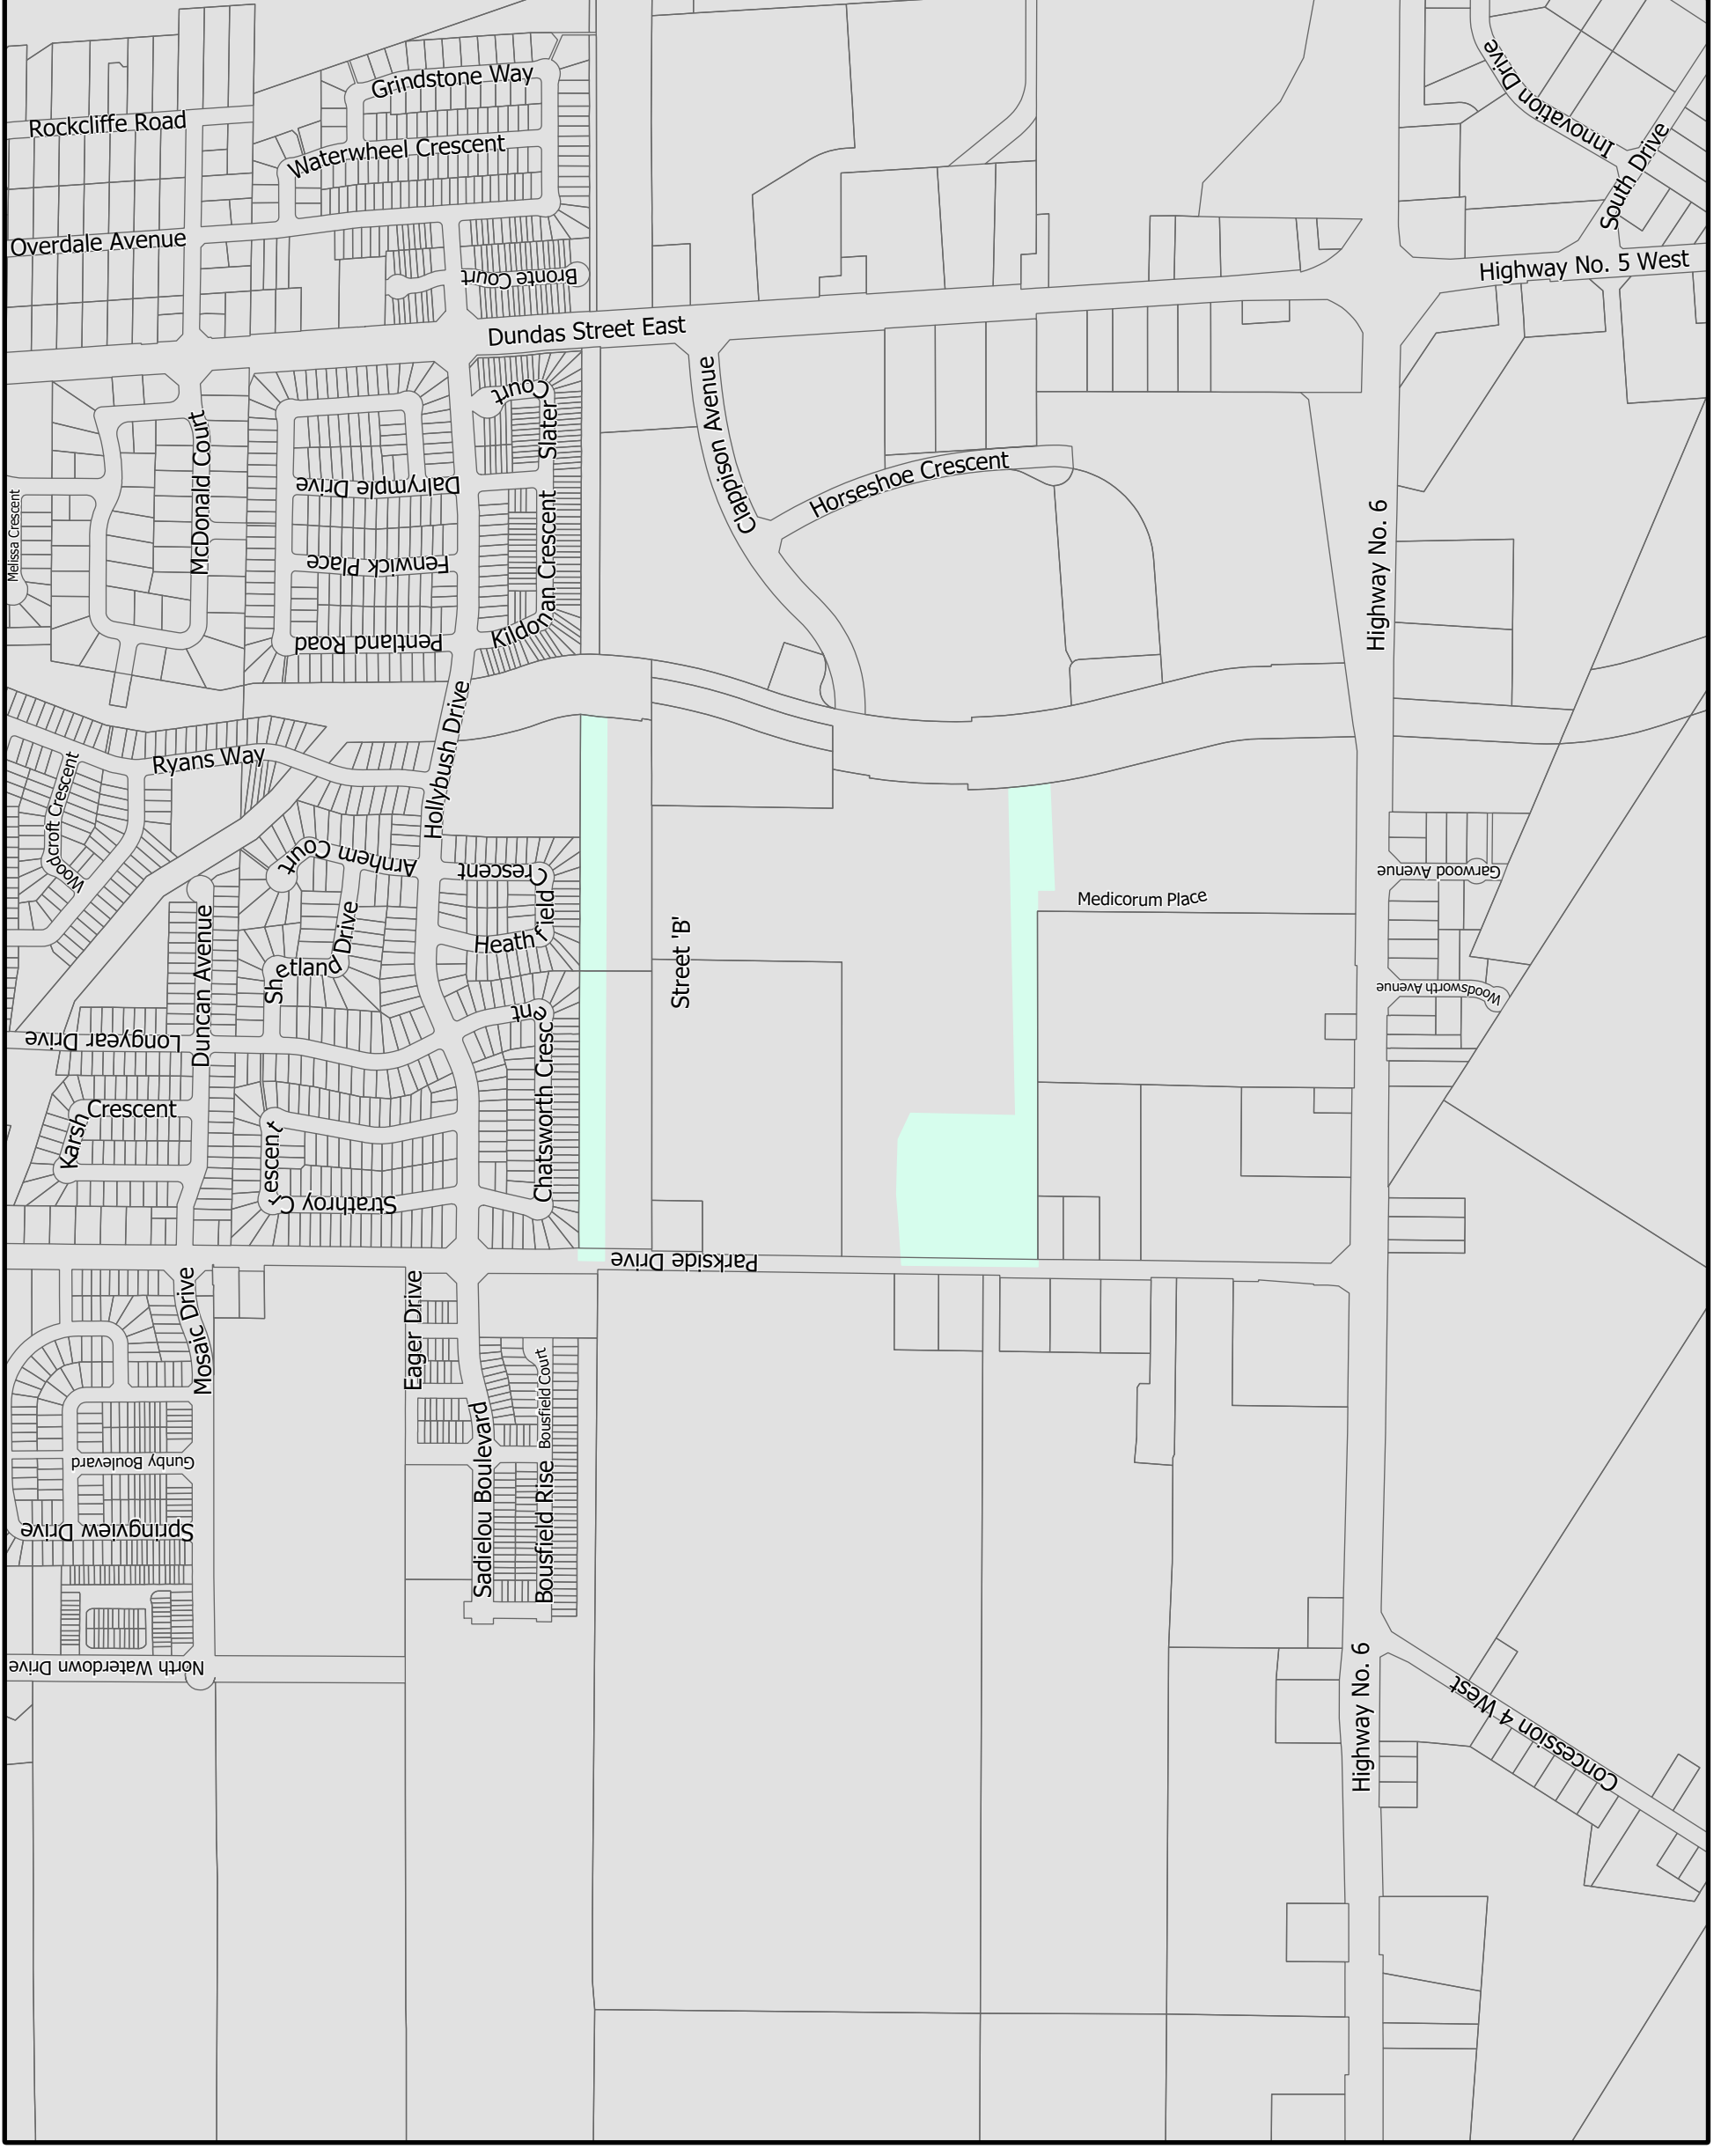 Grindstone Way
Innovation Drive
Rockcliffe Road
Waterwheel Crescent
South Drive
Overdale Avenue
Bronte Court
Highway No. 5 West
Dundas Street East
Court
Slater
Clappison Avenue
McDonald Court
Dalrymple Drive
Horseshoe Crescent
Melissa Crescent
Kildonan Crescent
Highway No. 6
Fenwick Place
Pentland Road
Hollybush Drive
Ryans Way
Woodcroft Crescent
Arnhem Court
Heathfield Crescent
Garwood Avenue
Medicorum Place
Duncan Avenue
Shetland Drive
Street 'B'
Woodsworth Avenue
Longyear Drive
Chatsworth Crescent
Karsh Crescent
Strathroy Crescent
Parkside Drive
Mosaic Drive
Eager Drive
Bousfield Court
Sadielou Boulevard
Gunby Boulevard
Bousfield Rise
Springview Drive
North Waterdown Drive
Highway No. 6
Concession 4 West